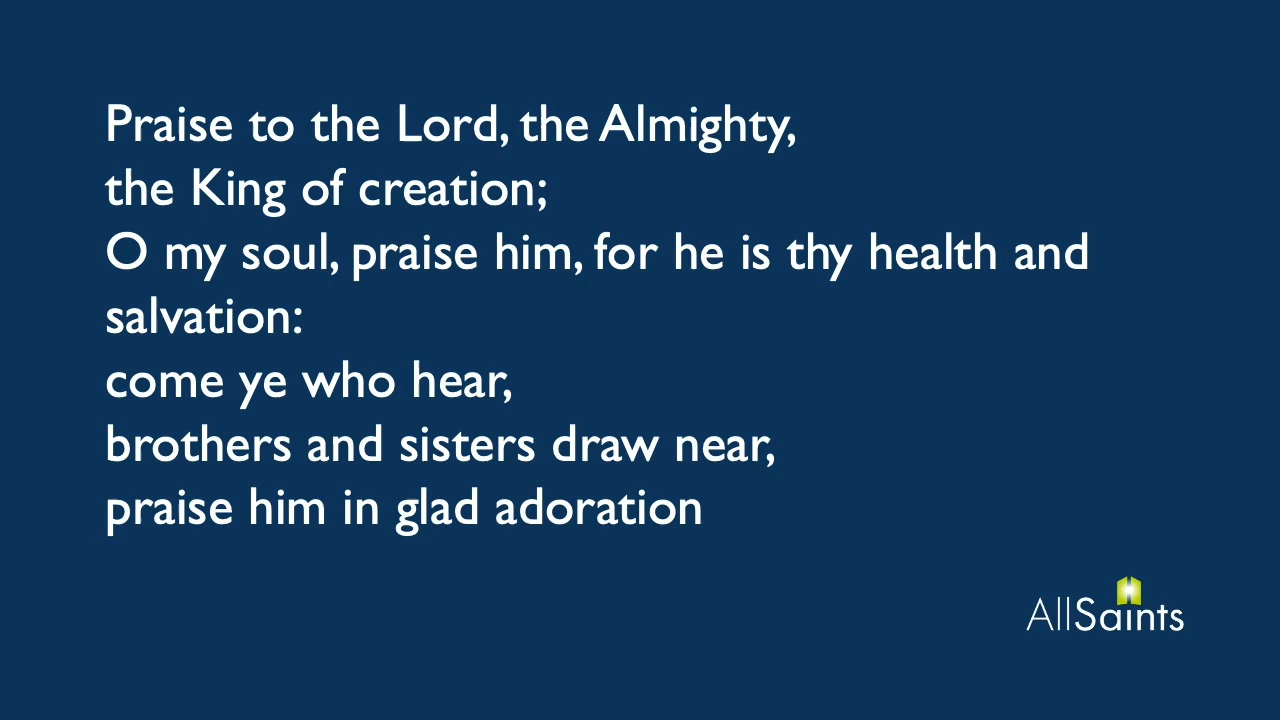 Praise to the Lord, the Almighty,
the King of creation;
O my soul, praise him, for he is thy health and
salvation:
come ye who hear,
brothers and sisters draw near,
praise him in glad adoration
AllSaints